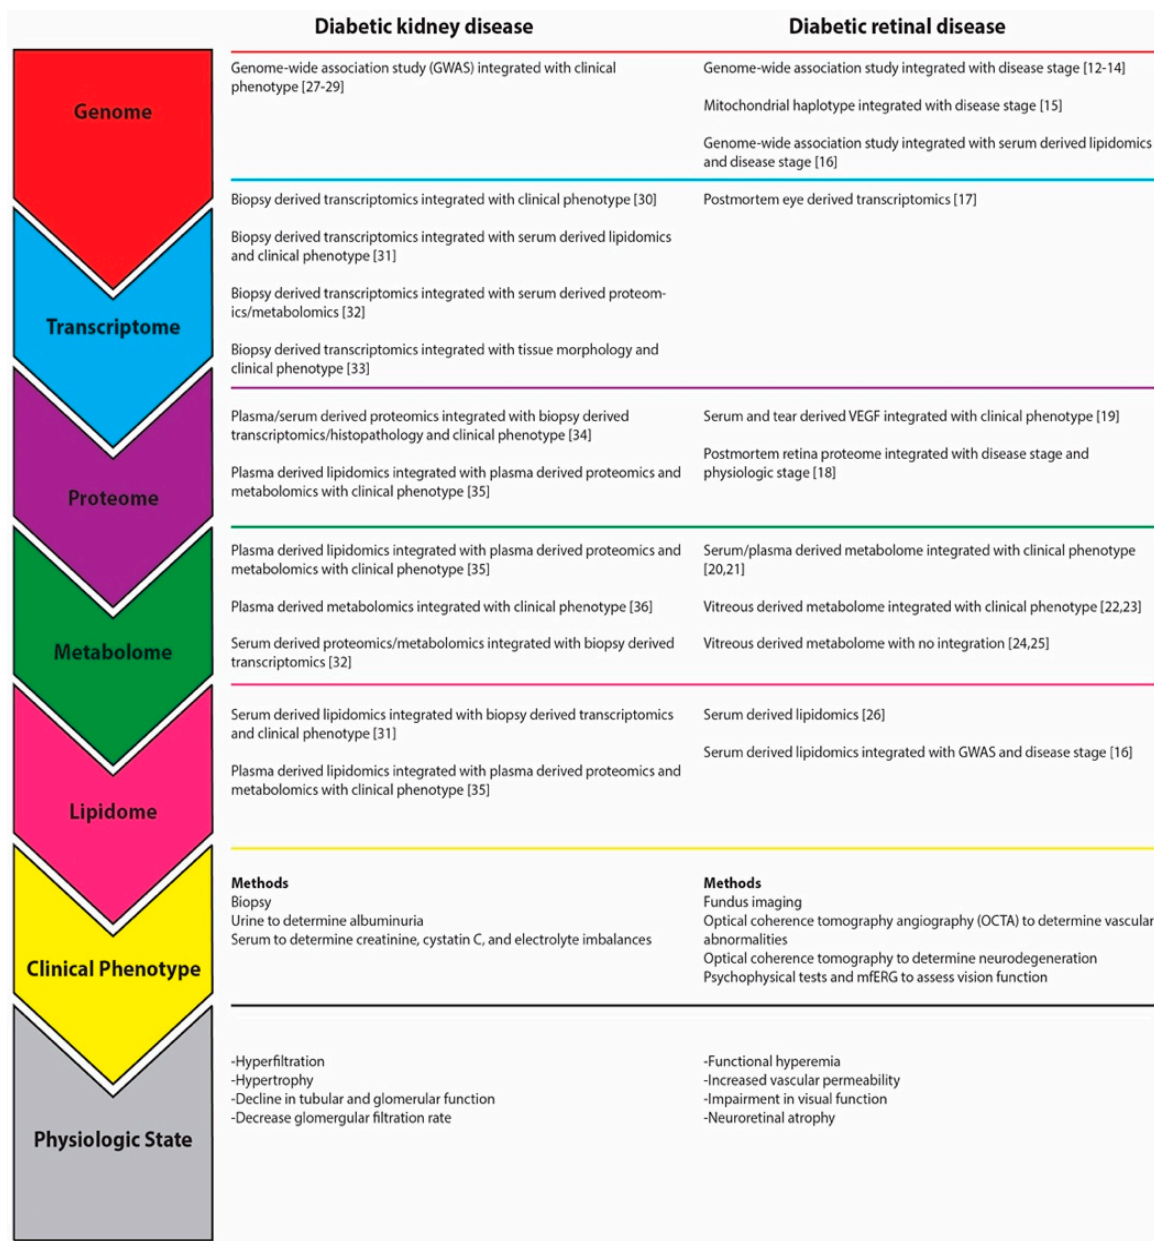 Diabetic kidney disease
Diabetic retinal disease
Genome
Genome-wide association study (GWAS) integrated with clinical
phenotype [27-29]
Genome-wide association study integrated with disease stage [12-14]
Mitochondrial haplotype integrated with disease stage [15]
Genome-wide association study integrated with serum derived lipidomics
and disease stage [16]
Transcriptome
Biopsy derived transcriptomics integrated with clinical phenotype [30]
Biopsy derived transcriptomics integrated with serum derived lipidomics
and clinical phenotype [31]
Biopsy derived transcriptomics integrated with serum derived proteom-
ics/metabolomics [32]
Biopsy derived transcriptomics integrated with tissue morphology and
clinical phenotype [33]
Postmortem eye derived transcriptomics [17]
Proteome
Plasma/serum derived proteomics integrated with biopsy derived
transcriptomics/histopathology and clinical phenotype [34]
Plasma derived lipidomics integrated with plasma derived proteomics and
metabolomics with clinical phenotype [35]
Serum and tear derived VEGF integrated with clinical phenotype [19]
Postmortem retina proteome integrated with disease stage and
physiologic stage [18]
Metabolome
Plasma derived lipidomics integrated with plasma derived proteomics and
metabolomics with clinical phenotype [35]
Plasma derived metabolomics integrated with clinical phenotype [36]
Serum derived proteomics/metabolomics integrated with biopsy derived
transcriptomics [32]
Serum/plasma derived metabolome integrated with clinical phenotype
[20,21]
Vitreous derived metabolome integrated with clinical phenotype [22,23]
Vitreous derived metabolome with no integration [24,25]
Lipidome
Serum derived lipidomics integrated with biopsy derived transcriptomics
and clinical phenotype [31]
Plasma derived lipidomics integrated with plasma derived proteomics and
metabolomics with clinical phenotype [35]
Serum derived lipidomics [26]
Serum derived lipidomics integrated with GWAS and disease stage [16]
Clinical Phenotype
Methods
Biopsy
Urine to determine albuminuria
Serum to determine creatinine, cystatin C, and electrolyte imbalances
Methods
Fundus imaging
Optical coherence tomography angiography (OCTA) to determine vascular
abnormalities
Optical coherence tomography to determine neurodegeneration
Psychophysical tests and mfERG to assess vision function
Physiologic State
-Hyperfiltration
-Hypertrophy
-Decline in tubular and glomerular function
-Decrease glomergular filtration rate
-Functional hyperemia
-Increased vascular permeability
-Impairment in visual function
-Neuroretinal atrophy